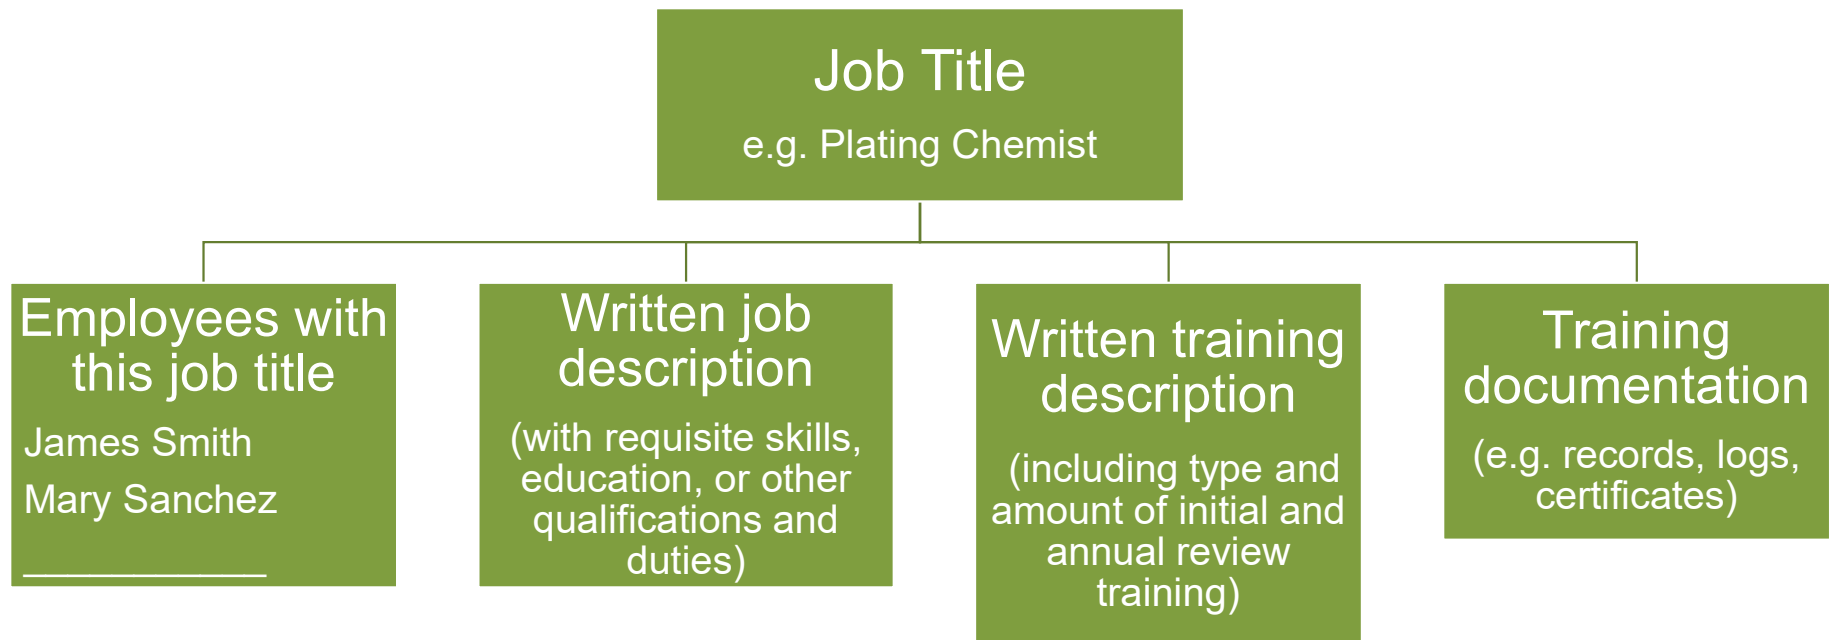 Job Title
e.g. Plating Chemist
Employees with
this job title
James Smith
Mary Sanchez
___________
Written job
description
(with requisite skills,
education, or other
qualifications and
duties)
Written training
description
(including type and
amount of initial and
annual review
training)
Training
documentation
(e.g. records, logs,
certificates)